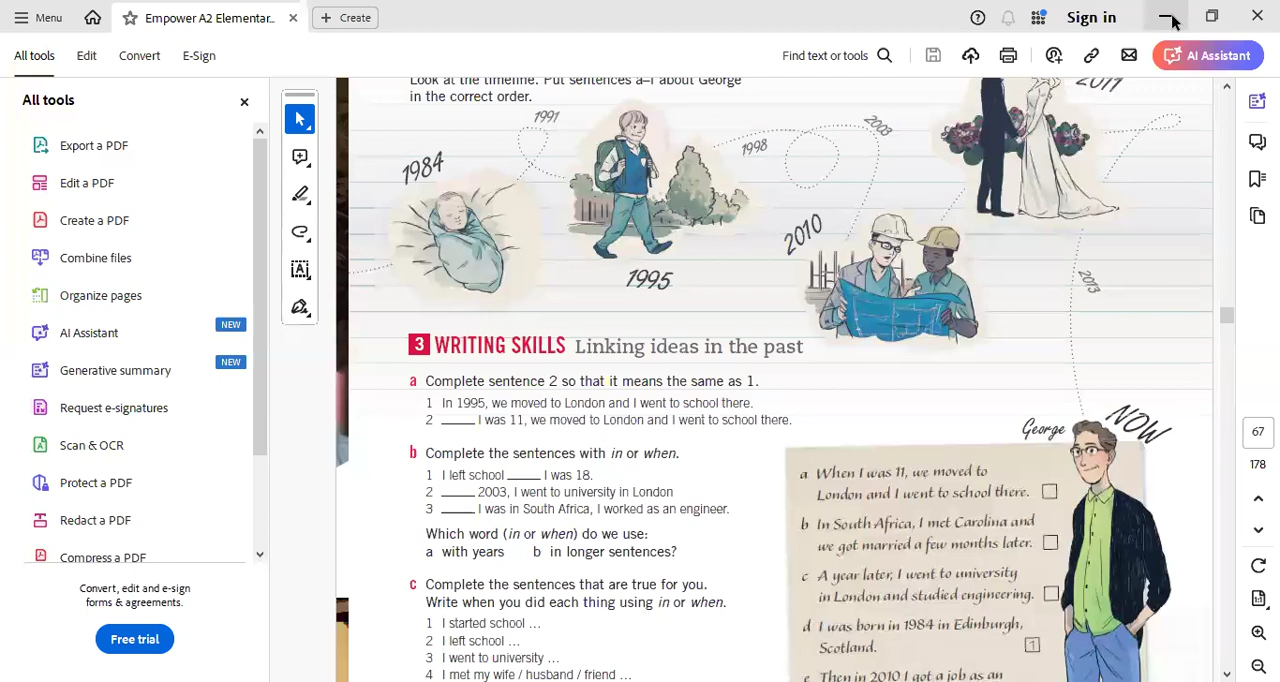 Menu
Empower A2 Elementar...
Create
Sign in
All tools
Edit
Convert
E-Sign
Find text or tools
AI Assistant
All tools
Export a PDF
Edit a PDF
Create a PDF
Combine files
Organize pages
AI Assistant
NEW
Generative summary
NEW
Request e-signatures
Scan & OCR
Protect a PDF
Redact a PDF
Compress a PDF
Convert, edit and e-sign
forms & agreements.
Free trial
Look at the timeline. Put sentences a–f about George
in the correct order.
1984
1991
1995
1998
2003
2010
2011
2013
3 WRITING SKILLS Linking ideas in the past
a Complete sentence 2 so that it means the same as 1.
1 In 1995, we moved to London and I went to school there.
2 _____ I was 11, we moved to London and I went to school there.
b Complete the sentences with in or when.
1 I left school _____ I was 18.
2 _____ 2003, I went to university in London
3 _____ I was in South Africa, I worked as an engineer.
Which word (in or when) do we use:
a with years b in longer sentences?
c Complete the sentences that are true for you.
Write when you did each thing using in or when.
1 I started school ...
2 I left school ...
3 I went to university ...
4 I met my wife / husband / friend ...
George
NOW
a When I was 11, we moved to
London and I went to school there.
b In South Africa, I met Carolina and
we got married a few months later.
c A year later, I went to university
in London and studied engineering.
d I was born in 1984 in Edinburgh,
Scotland. 1
e Then in 2010 I got a job as an
67
178